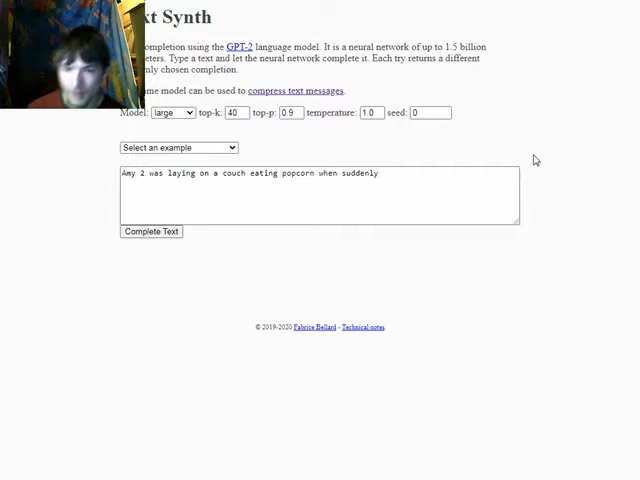 xt Synth
ompletion using the GPT-2 language model. It is a neural network of up to 1.5 billion
eters. Type a text and let the neural network complete it. Each try returns a different
nly chosen completion.
ame model can be used to compress text messages.
Model: large top-k: 40 top-p: 0.9 temperature: 1.0 seed: 0
Select an example
Amy 2 was laying on a couch eating popcorn when suddenly
Complete Text
© 2019-2020 Fabrice Bellard - Technical notes